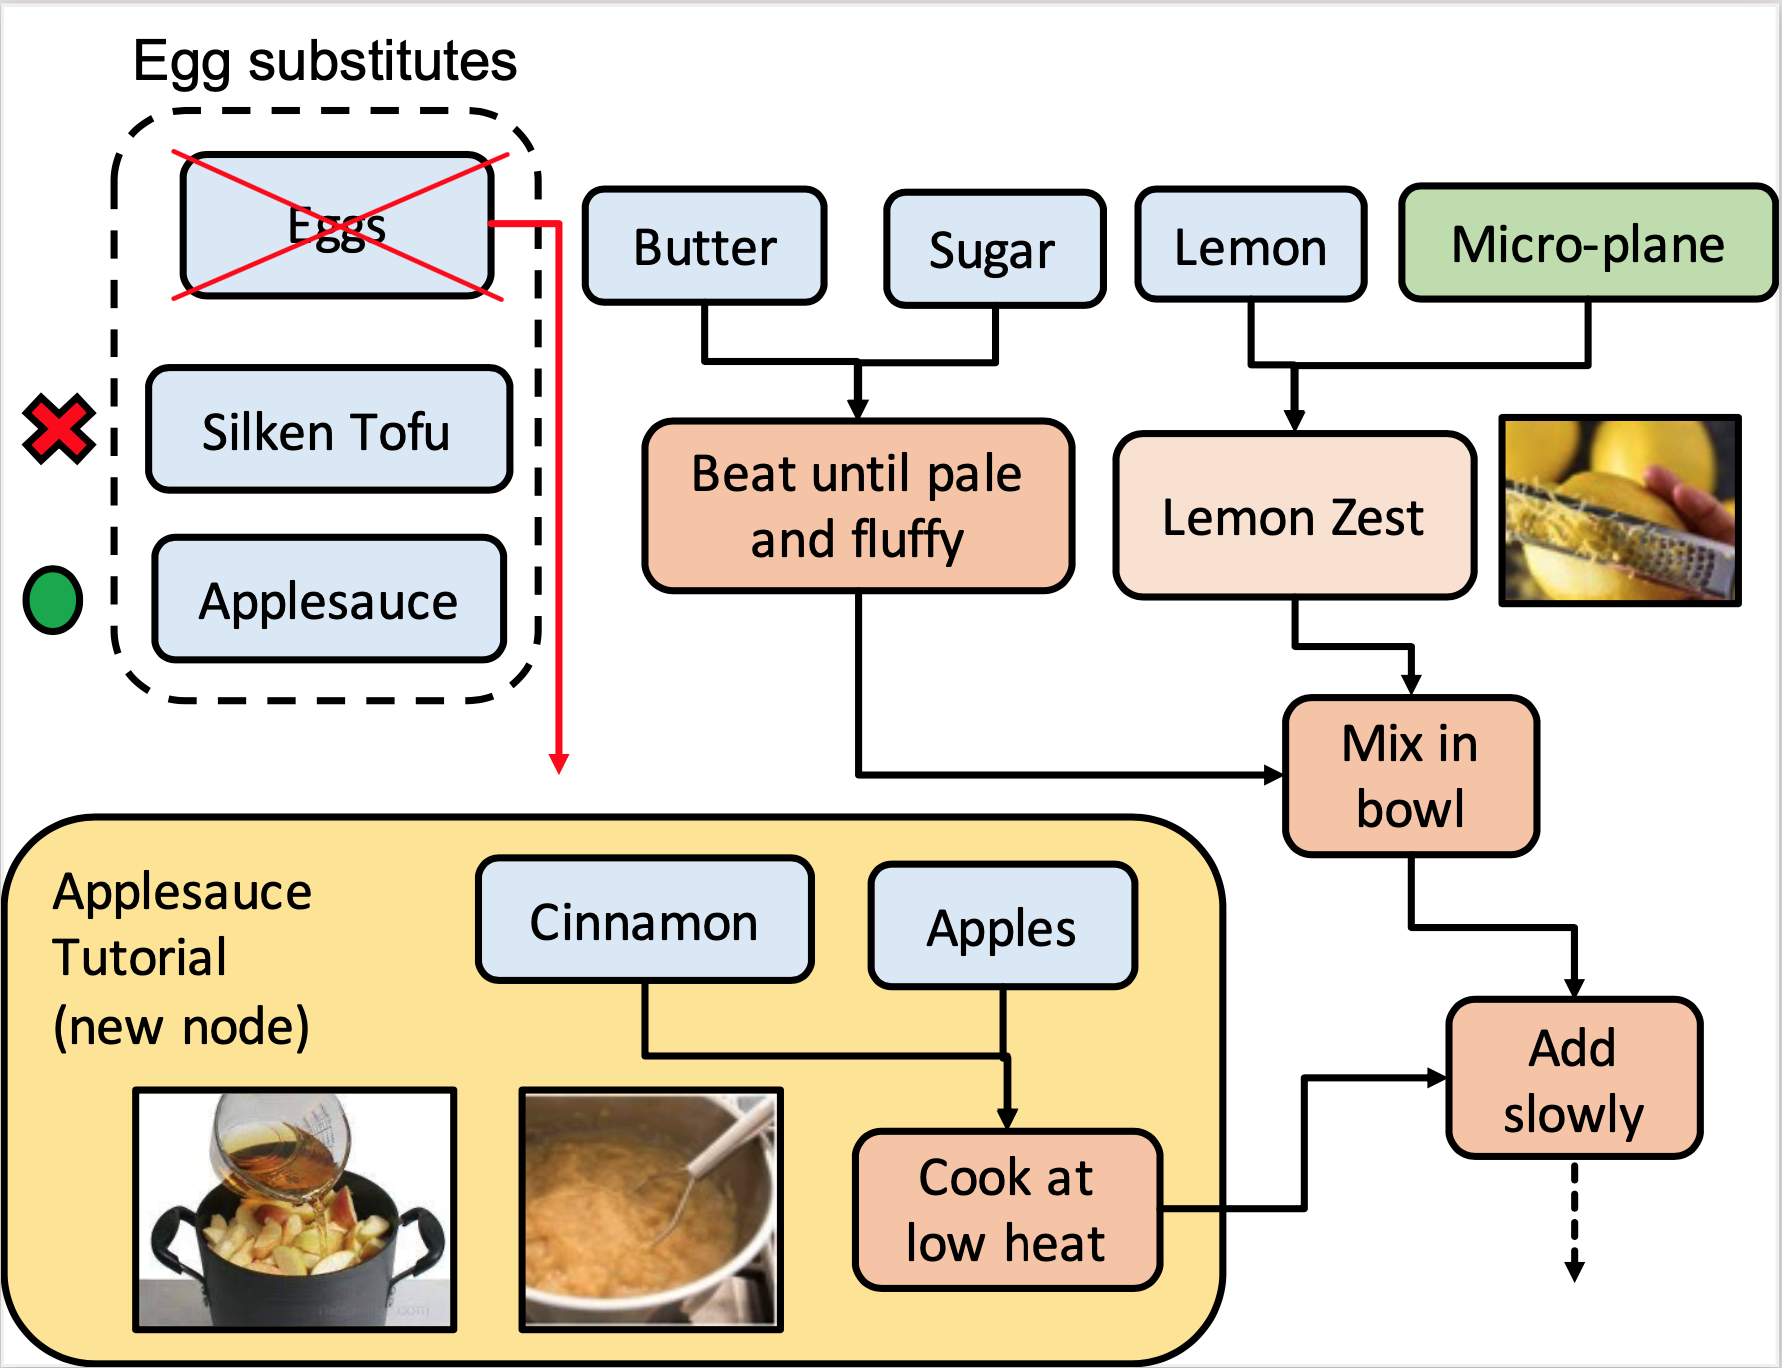 Egg substitutes
Eggs
Silken Tofu
Applesauce
Butter
Sugar
Lemon
Micro-plane
Beat until pale
and fluffy
Lemon Zest
Mix in
bowl
Applesauce
Tutorial
(new node)
Cinnamon
Apples
Cook at
low heat
Add
slowly